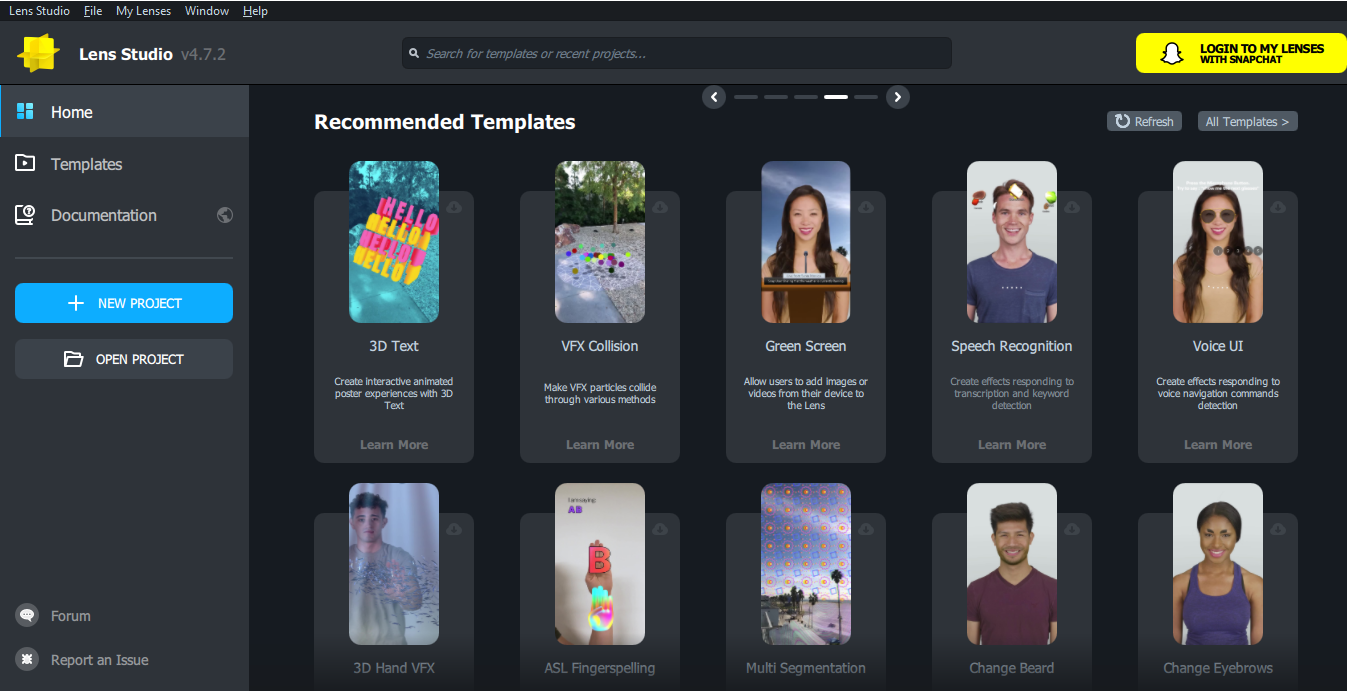 Lens Studio File My Lenses Window Help
Lens Studio v4.7.2
Search for templates or recent projects...
LOGIN TO MY LENSES
WITH SNAPCHAT
Home
Templates
Documentation
NEW PROJECT
OPEN PROJECT
Forum
Report an Issue
Recommended Templates
Refresh
All Templates >
HELLO
HELLO
HELLO
HELLO
3D Text
Create interactive animated
poster experiences with 3D
Text
Learn More
VFX Collision
Make VFX particles collide
through various methods
Learn More
Green Screen
Allow users to add images or
videos from their device to
the Lens
Learn More
Speech Recognition
Create effects responding to
transcription and keyword
detection
Learn More
Voice UI
Create effects responding to
voice navigation commands
detection
Learn More
3D Hand VFX
I am saying
AB
B
ASL Fingerspelling
Multi Segmentation
Change Beard
Change Eyebrows